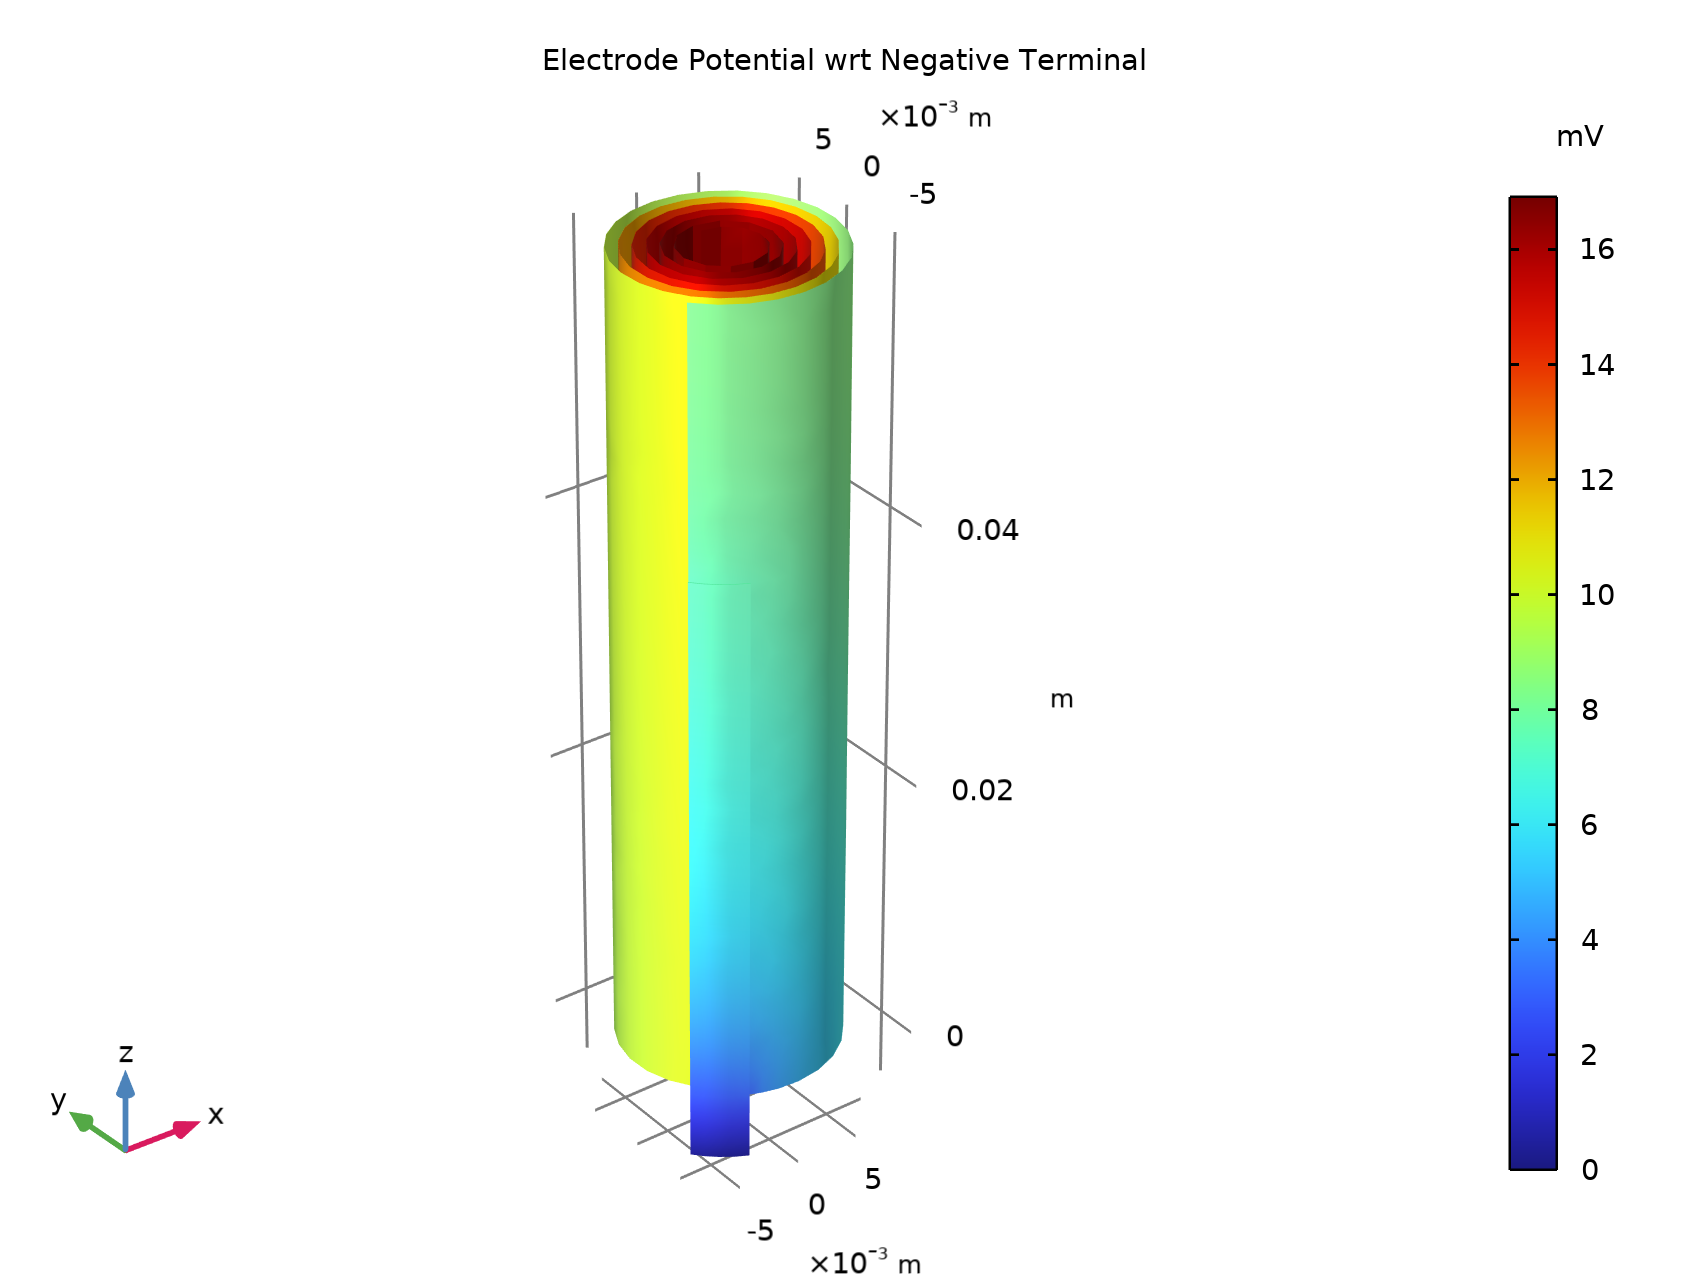 Electrode Potential wrt Negative Terminal
×10⁻³ m
5
0
-5
mV
16
14
12
10
8
6
4
2
0
0.04
m
0.02
0
5
0
-5
×10⁻³ m
z
y
x